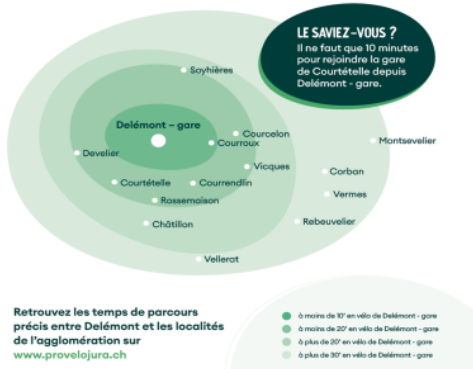 LE SAVIEZ-VOUS ?
Il ne faut que 10 minutes
pour rejoindre la gare
de Courtételle depuis
Delémont - gare.
Soyhières
Delémont – gare
Courcelon
Courroux
Montsevelier
Develier
Vicques
Corban
Courtételle
Courrendlin
Vermes
Rossemaison
Châtillon
Rebeuvelier
Vellerat
Retrouvez les temps de parcours
précis entre Delémont et les localités
de l'agglomération sur
www.provelojura.ch
à moins de 10' en vélo de Delémont - gare
à moins de 20' en vélo de Delémont - gare
à plus de 20' en vélo de Delémont - gare
à plus de 30' en vélo de Delémont - gare